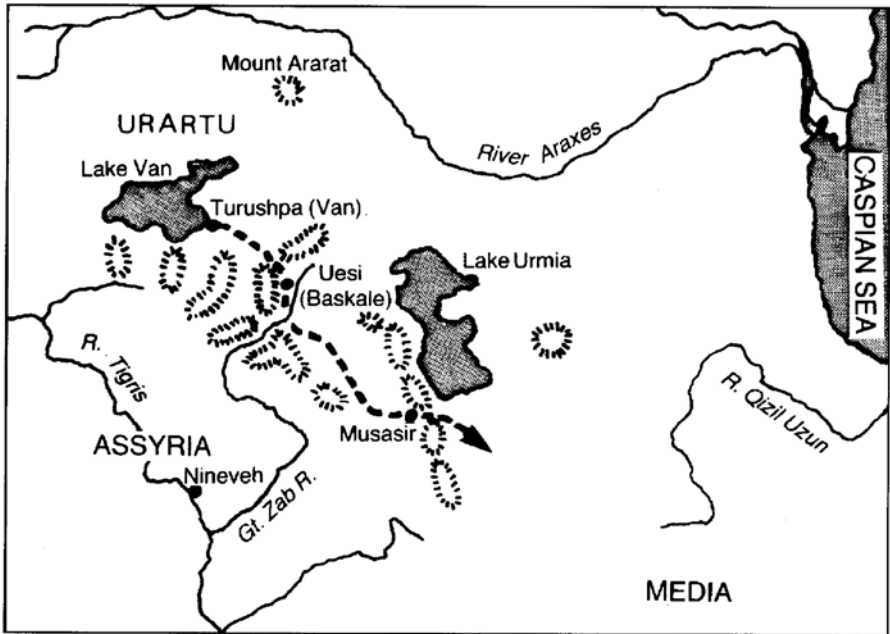 Mount Ararat
URARTU
River Araxes
Lake Van
CASPIAN SEA
Turushpa (Van)
Lake Urmia
Uesi
(Baskale)
R. Tigris
R. Qizil Uzun
Musasir
ASSYRIA
Nineveh
Gt. Zab R.
MEDIA